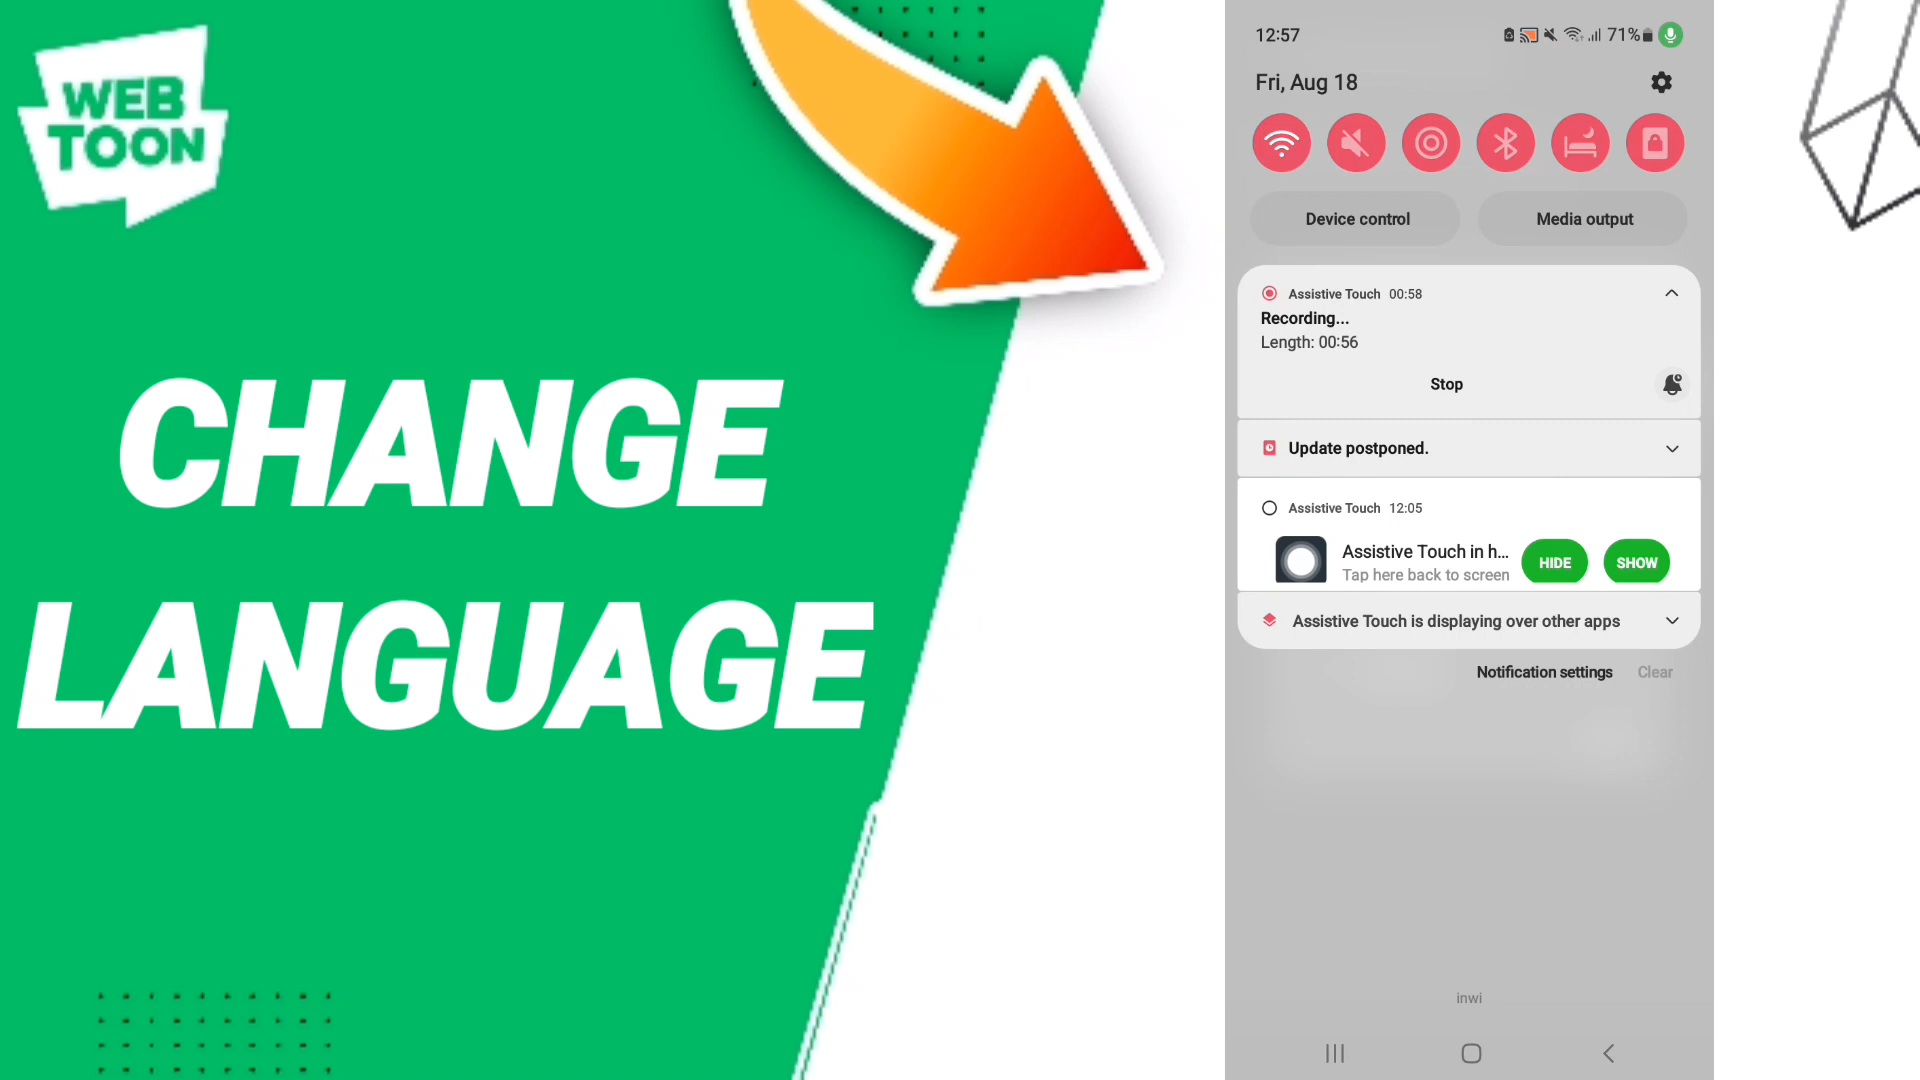 WEB
TOON
CHANGE
LANGUAGE
12:57
71%
Fri, Aug 18
Device control
Media output
Assistive Touch 00:58
Recording...
Length: 00:56
Stop
Update postponed.
Assistive Touch 12:05
Assistive Touch in h...
Tap here back to screen
HIDE
SHOW
Assistive Touch is displaying over other apps
Notification settings
Clear
inwi